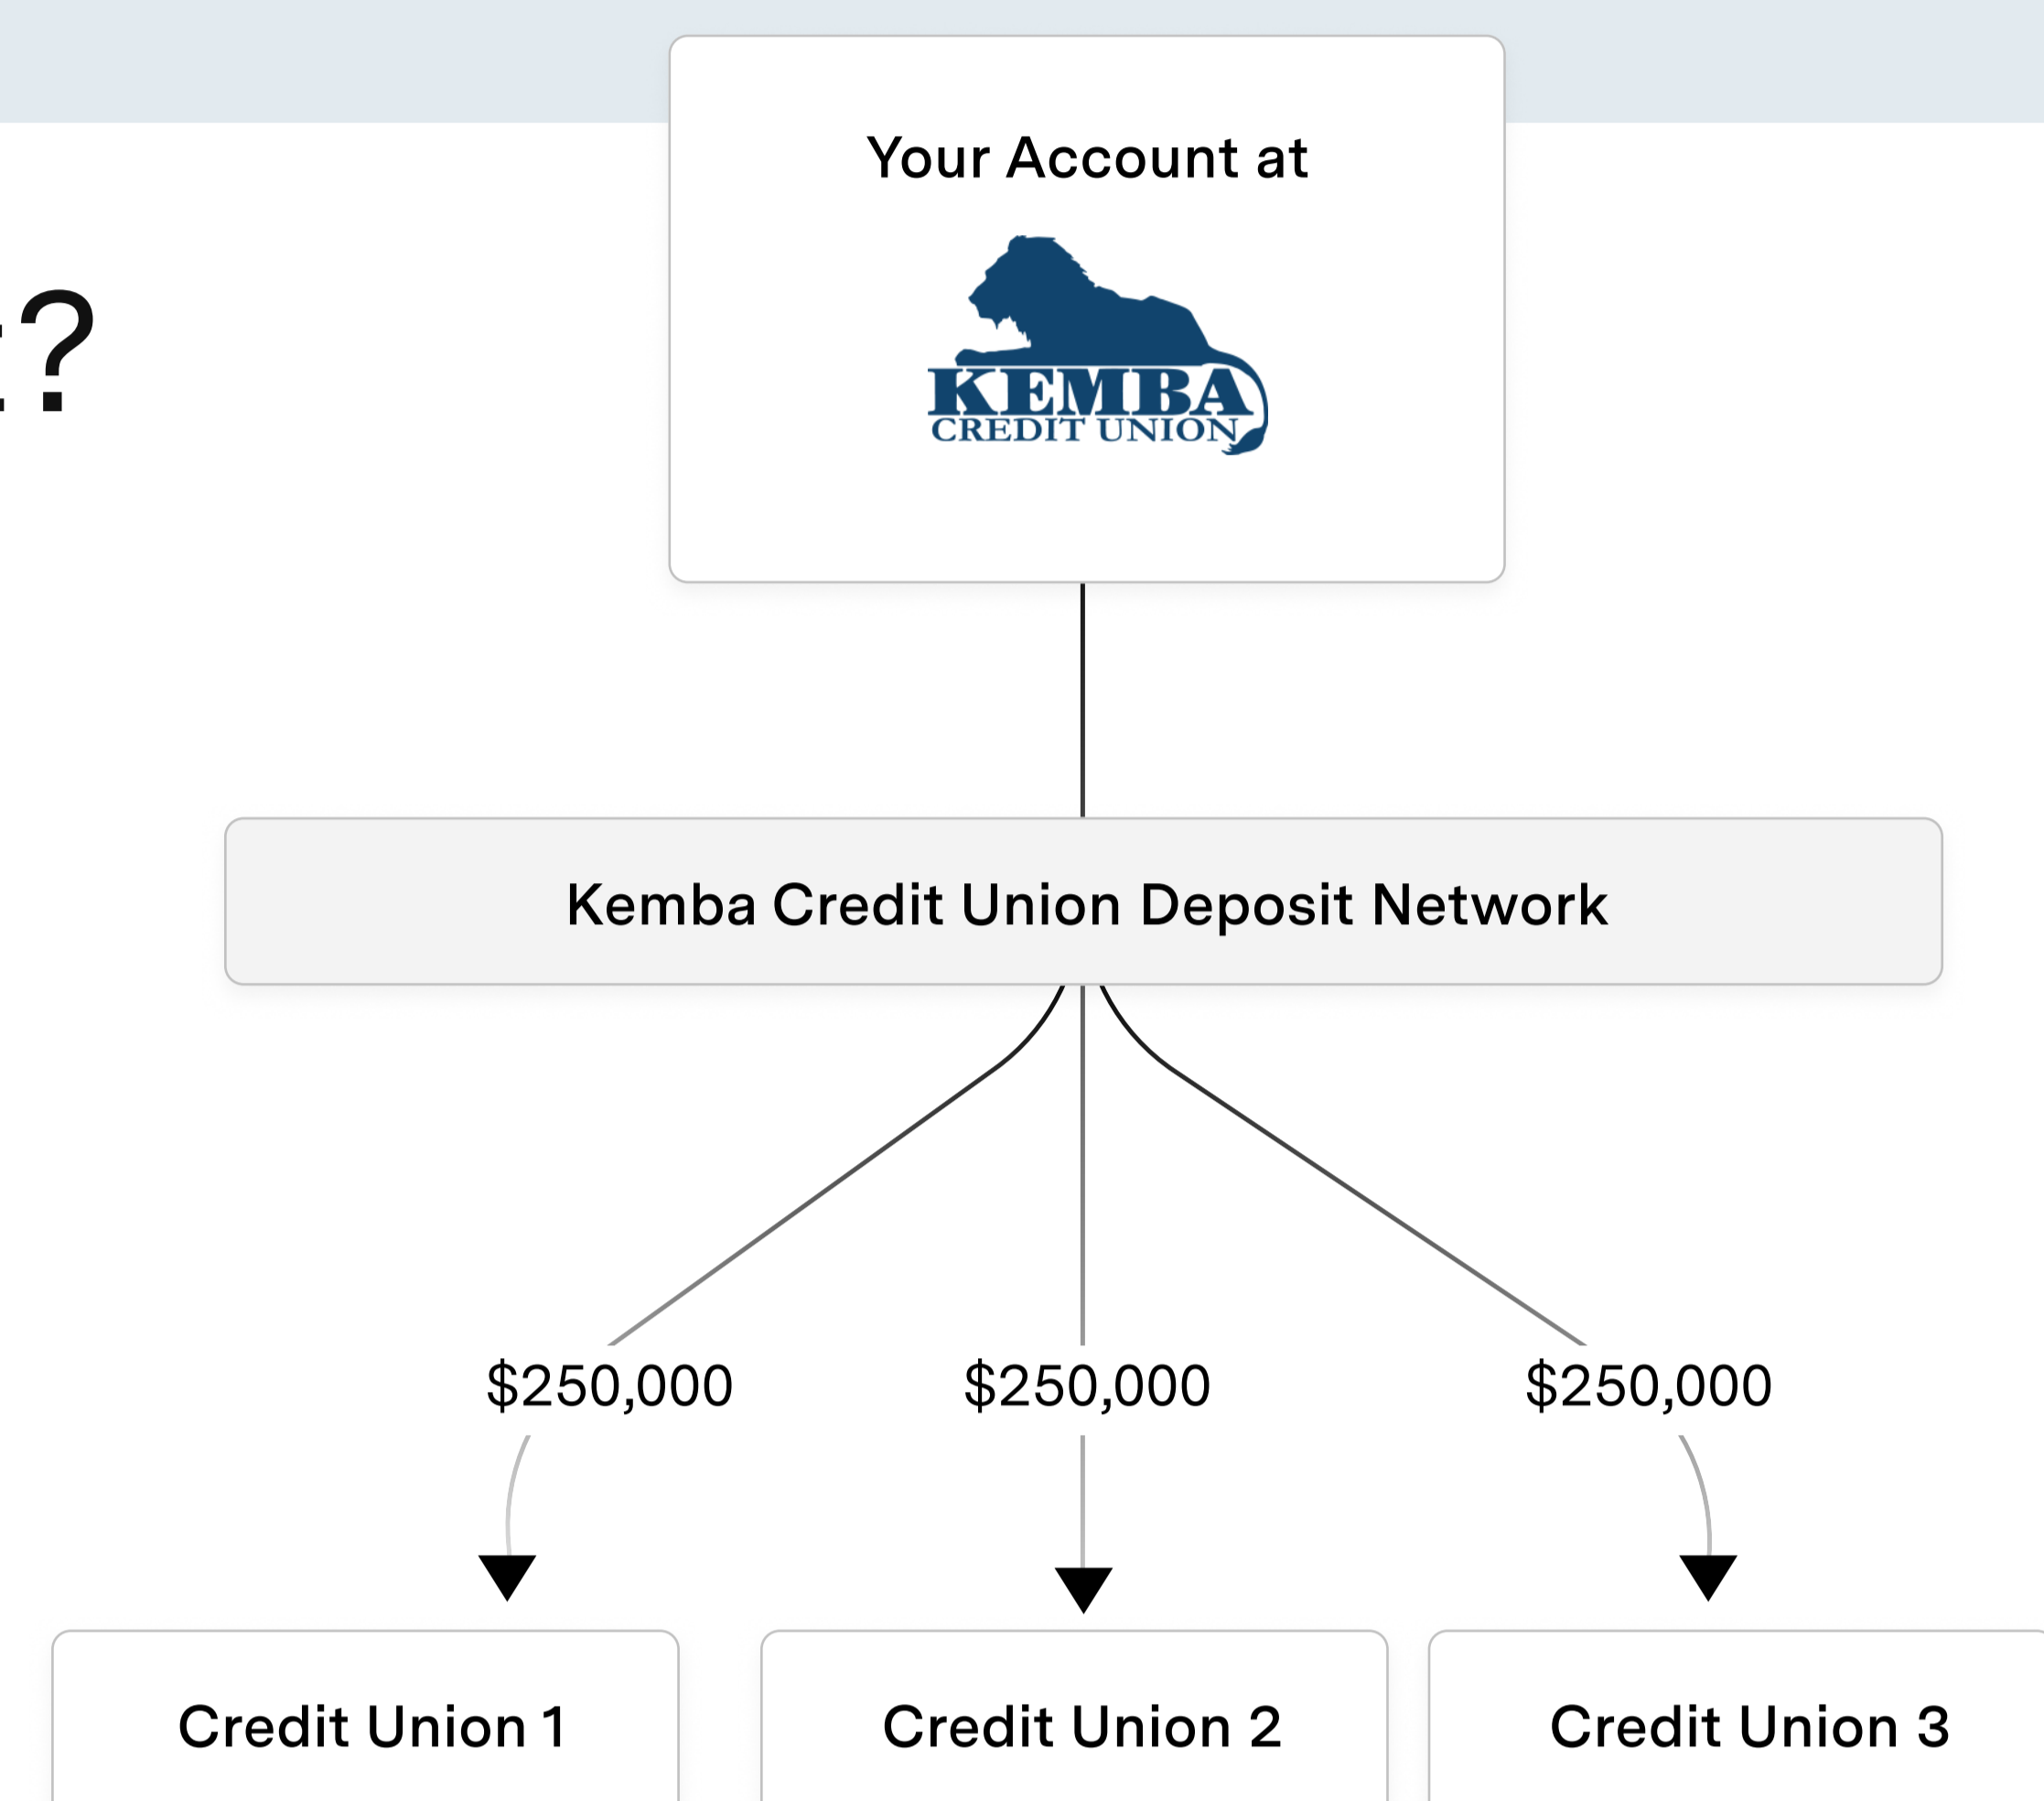 Your Account at
KEMBA
CREDIT UNION
?
Kemba Credit Union Deposit Network
$250,000 $250,000 $250,000
Credit Union 1 Credit Union 2 Credit Union 3